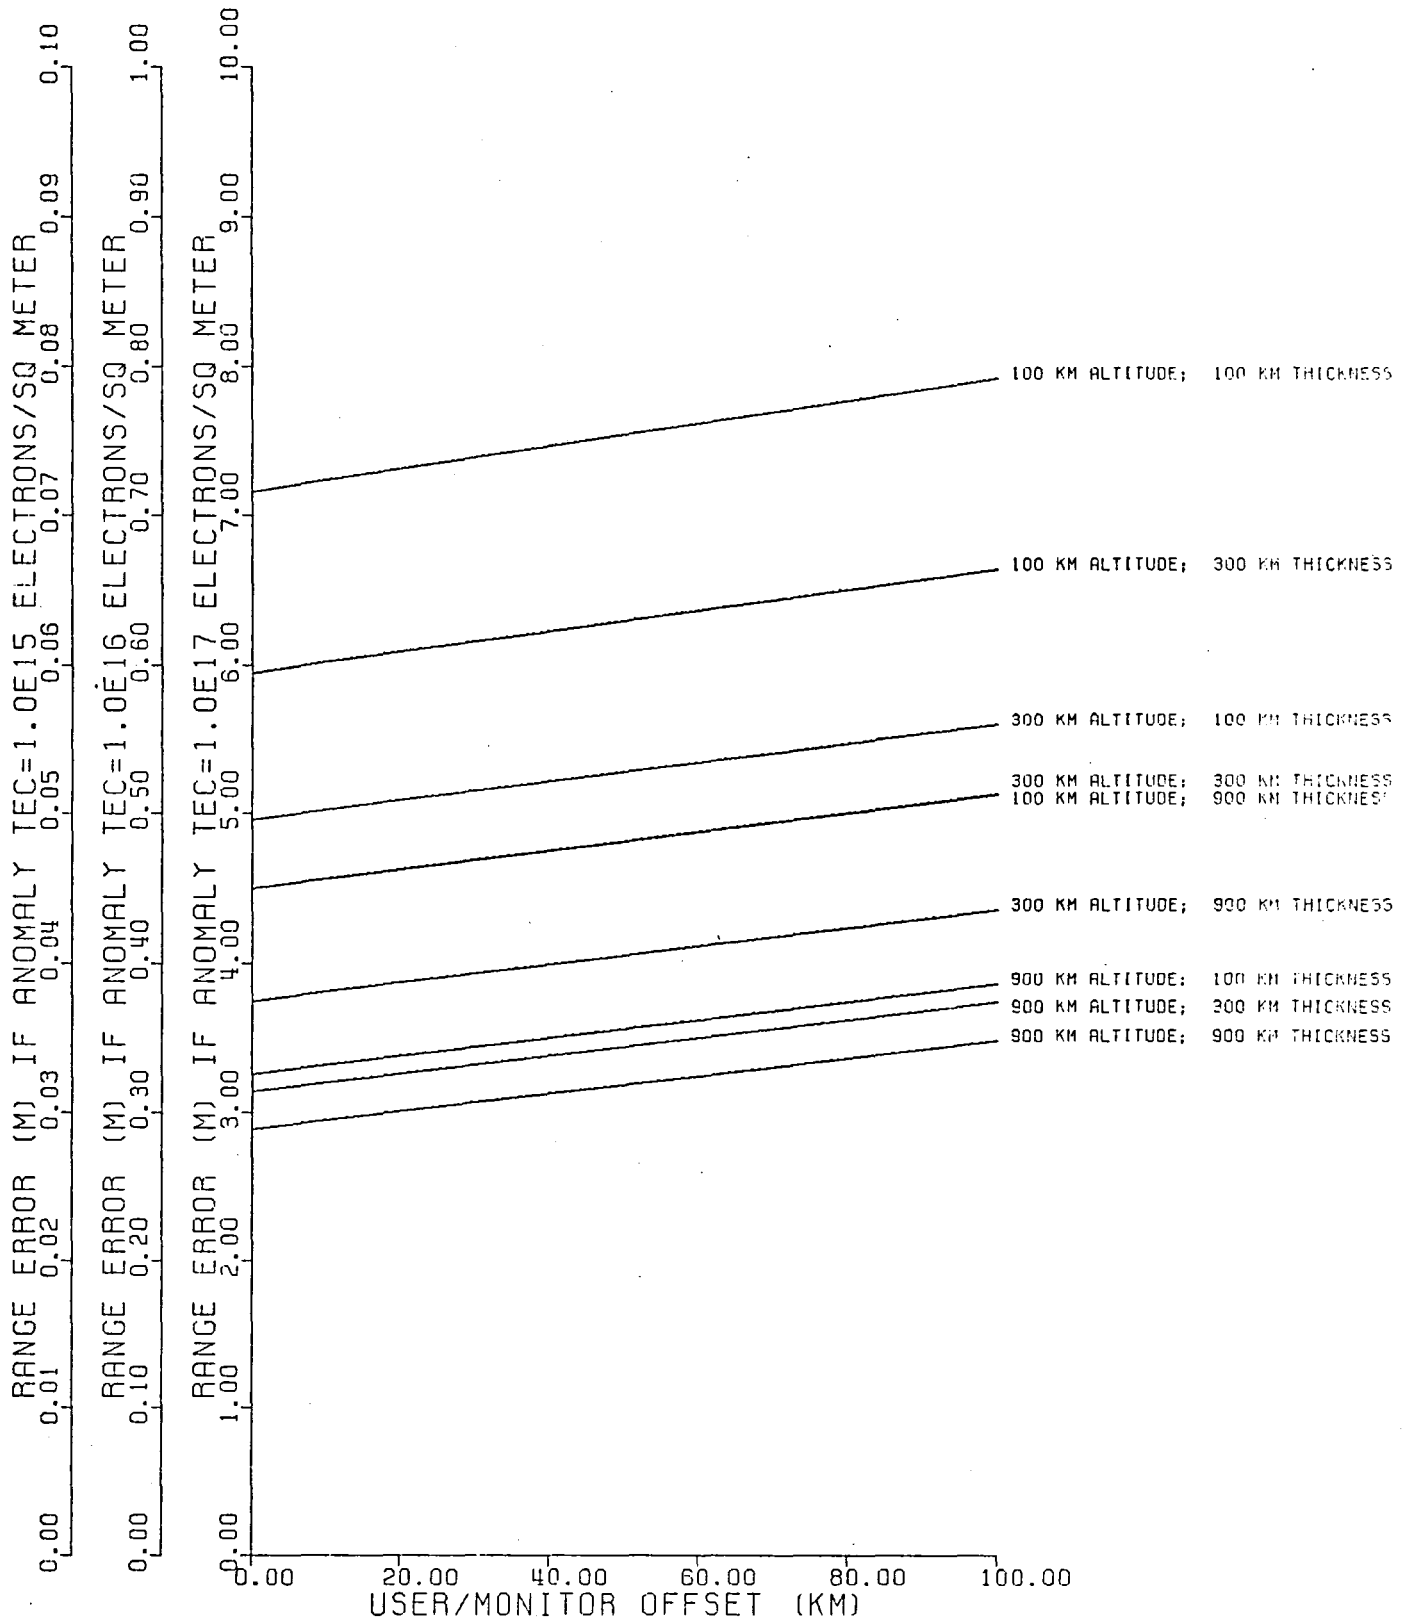 RANGE ERROR (M) IF ANOMALY TEC=1.0E15 ELECTRONS/SQ METER
0.00 0.01 0.02 0.03 0.04 0.05 0.06 0.07 0.08 0.09 0.10
RANGE ERROR (M) IF ANOMALY TEC=1.0E16 ELECTRONS/SQ METER
0.00 0.10 0.20 0.30 0.40 0.50 0.60 0.70 0.80 0.90 1.00
RANGE ERROR (M) IF ANOMALY TEC=1.0E17 ELECTRONS/SQ METER
0.00 1.00 2.00 3.00 4.00 5.00 6.00 7.00 8.00 9.00 10.00
100 KM ALTITUDE; 100 KM THICKNESS
100 KM ALTITUDE; 300 KM THICKNESS
300 KM ALTITUDE; 100 KM THICKNESS
300 KM ALTITUDE; 300 KM THICKNESS
100 KM ALTITUDE; 900 KM THICKNESS
300 KM ALTITUDE; 900 KM THICKNESS
900 KM ALTITUDE; 100 KM THICKNESS
900 KM ALTITUDE; 300 KM THICKNESS
900 KM ALTITUDE; 900 KM THICKNESS
0.00 20.00 40.00 60.00 80.00 100.00
USER/MONITOR OFFSET (KM)